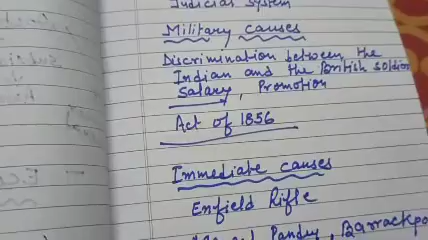 Judicial System
Military causes
Discrimination between the
Indian and the British soldier
Salary, Promotion
Act of 1856
Immediate causes
Enfield Rifle
Pandey, Barrackpo